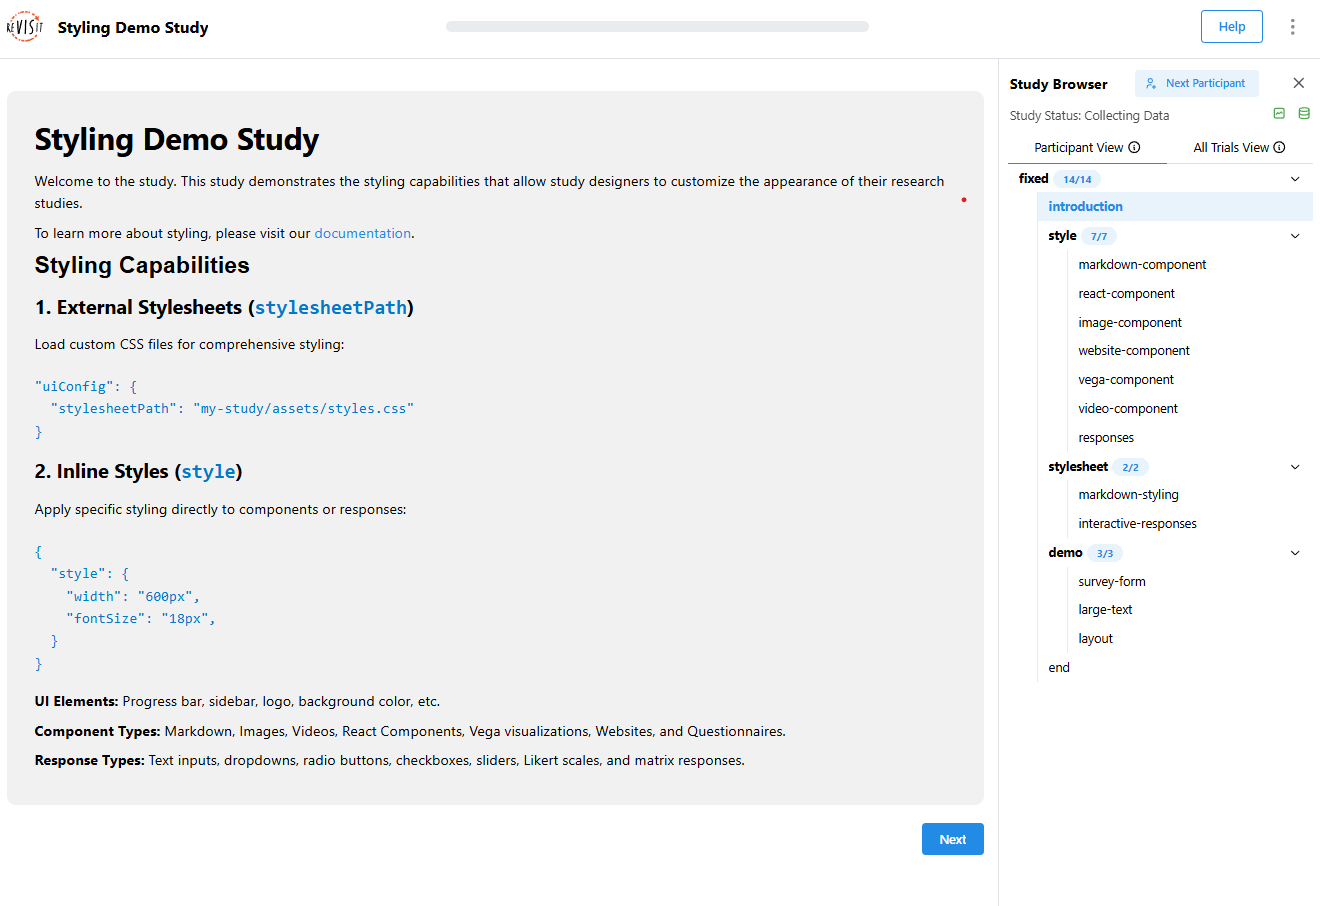 reVISit
Styling Demo Study
Help
Styling Demo Study
Welcome to the study. This study demonstrates the styling capabilities that allow study designers to customize the appearance of their research
studies.
To learn more about styling, please visit our documentation.
Styling Capabilities
1. External Stylesheets (stylesheetPath)
Load custom CSS files for comprehensive styling:
"uiConfig": {
  "stylesheetPath": "my-study/assets/styles.css"
}
2. Inline Styles (style)
Apply specific styling directly to components or responses:
{
  "style": {
    "width": "600px",
    "fontSize": "18px",
  }
}
UI Elements: Progress bar, sidebar, logo, background color, etc.
Component Types: Markdown, Images, Videos, React Components, Vega visualizations, Websites, and Questionnaires.
Response Types: Text inputs, dropdowns, radio buttons, checkboxes, sliders, Likert scales, and matrix responses.
Next
Study Browser
Next Participant
Study Status: Collecting Data
Participant View
All Trials View
fixed 14/14
introduction
style 7/7
markdown-component
react-component
image-component
website-component
vega-component
video-component
responses
stylesheet 2/2
markdown-styling
interactive-responses
demo 3/3
survey-form
large-text
layout
end